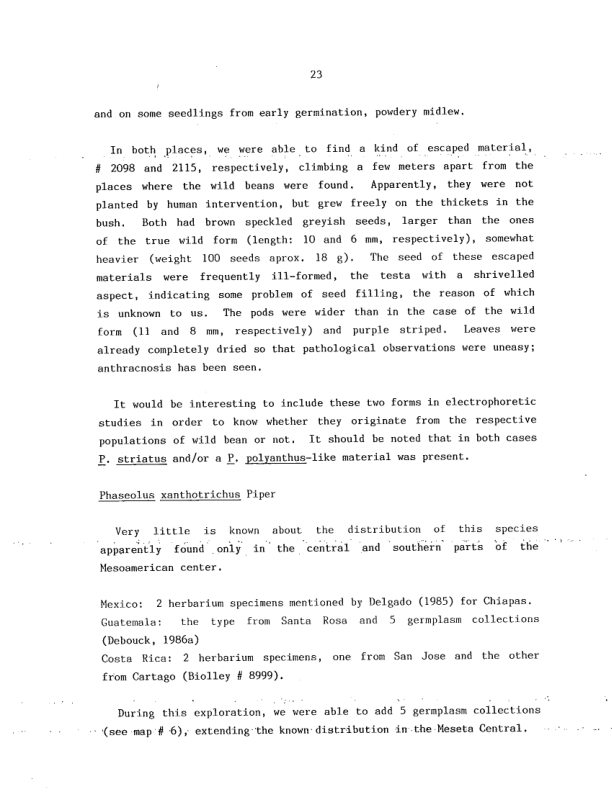 23
and on some seedlings from early germination, powdery midlew.
In both places, we were able to find a kind of escaped material,
# 2098 and 2115, respectively, climbing a few meters apart from the
places where the wild beans were found. Apparently, they were not
planted by human intervention, but grew freely on the thickets in the
bush. Both had brown speckled greyish seeds, larger than the ones
of the true wild form (length: 10 and 6 mm, respectively), somewhat
heavier (weight 100 seeds aprox. 18 g). The seed of these escaped
materials were frequently ill-formed, the testa with a shrivelled
aspect, indicating some problem of seed filling, the reason of which
is unknown to us. The pods were wider than in the case of the wild
form (11 and 8 mm, respectively) and purple striped. Leaves were
already completely dried so that pathological observations were uneasy;
anthracnosis has been seen.
It would be interesting to include these two forms in electrophoretic
studies in order to know whether they originate from the respective
populations of wild bean or not. It should be noted that in both cases
P. striatus and/or a P. polyanthus-like material was present.
Phaseolus xanthotrichus Piper
Very little is known about the distribution of this species
apparently found only in the central and southern parts of the
Mesoamerican center.
Mexico: 2 herbarium specimens mentioned by Delgado (1985) for Chiapas.
Guatemala: the type from Santa Rosa and 5 germplasm collections
(Debouck, 1986a)
Costa Rica: 2 herbarium specimens, one from San Jose and the other
from Cartago (Biolley # 8999).
During this exploration, we were able to add 5 germplasm collections
(see map # 6), extending the known distribution in the Meseta Central.